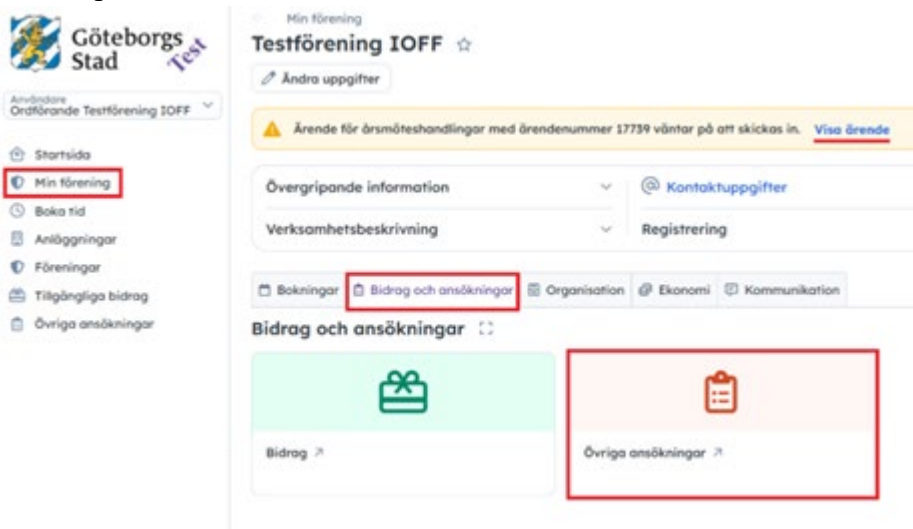 Göteborgs
Stad
Test
Användare
Ordförande Testförening IOFF
Startsida
Min förening
Boka tid
Anläggningar
Föreningar
Tillgängliga bidrag
Övriga ansökningar
Min förening
Testförening IOFF
Ändra uppgifter
Ärende för årsmöteshandlingar med ärendenummer 17739 väntar på att skickas in. Visa ärende
Övergripande information
Kontaktuppgifter
Verksamhetsbeskrivning
Registrering
Bokningar Bidrag och ansökningar Organisation Ekonomi Kommunikation
Bidrag och ansökningar
Bidrag
Övriga ansökningar